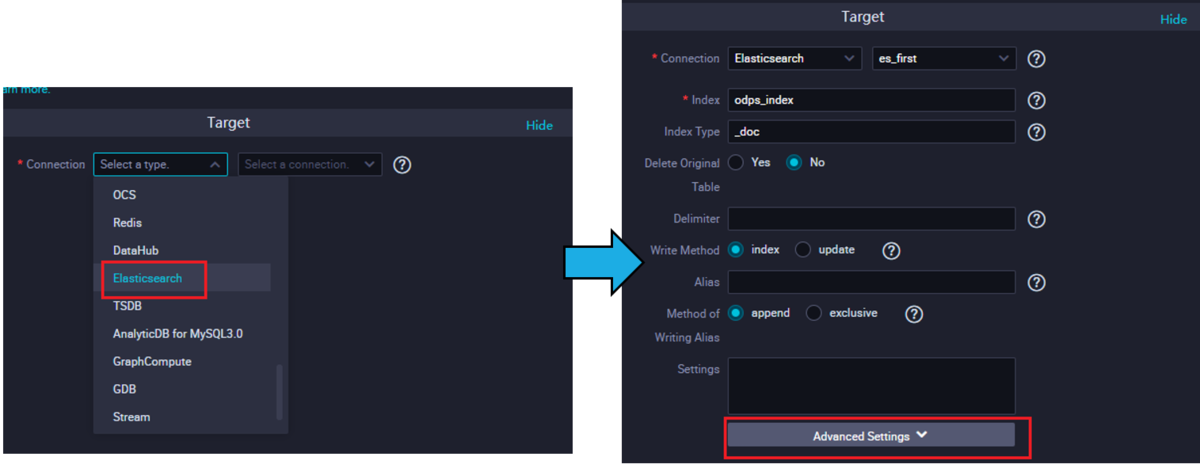 arn more.
Target
Hide
* Connection Select a type. Select a connection. ?
OCS
Redis
DataHub
Elasticsearch
TSDB
AnalyticDB for MySQL3.0
GraphCompute
GDB
Stream
Target
Hide
* Connection Elasticsearch es_first ?
* Index odps_index ?
Index Type _doc ?
Delete Original Yes No
Table
Delimiter ?
Write Method index update ?
Alias ?
Method of append exclusive ?
Writing Alias
Settings
Advanced Settings